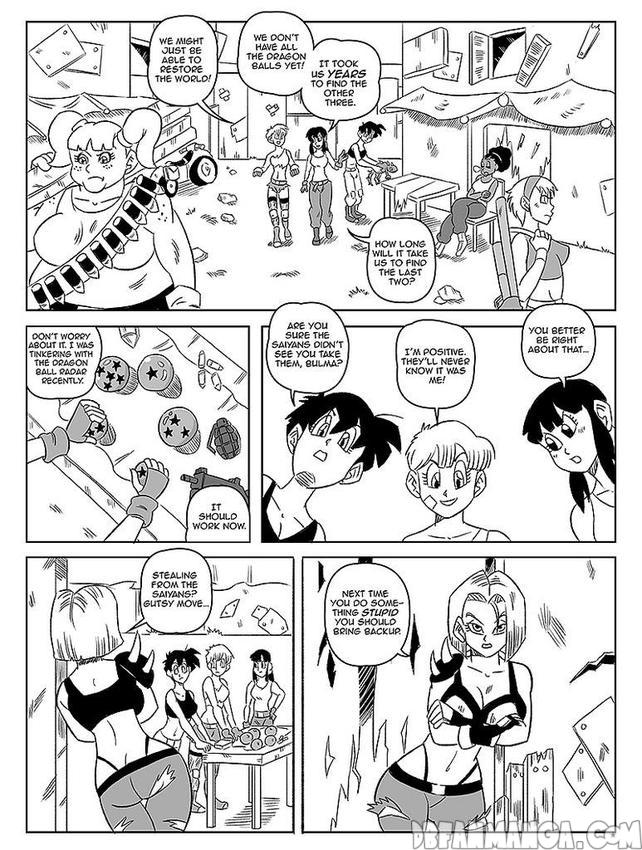 WE MIGHT
JUST BE
ABLE TO
RESTORE
THE WORLD!
WE DON'T
HAVE ALL
THE DRAGON
BALLS YET!
IT TOOK
US YEARS
TO FIND THE
OTHER
THREE.
HOW LONG
WILL IT TAKE
US TO FIND
THE LAST
TWO?
DON'T WORRY
ABOUT IT. I WAS
TINKERING WITH
THE DRAGON
BALL RADAR
RECENTLY.
IT
SHOULD
WORK NOW.
ARE YOU
SURE THE
SAIYANS DIDN'T
SEE YOU TAKE
THEM, BULMA?
I'M POSITIVE.
THEY'LL NEVER
KNOW IT WAS
ME!
YOU BETTER
BE RIGHT
ABOUT THAT...
STEALING
FROM THE
SAIYANS?
GUTSY MOVE...
NEXT TIME
YOU DO SOME-
THING STUPID
YOU SHOULD
BRING BACKUP.
DBFANMANGA.COM